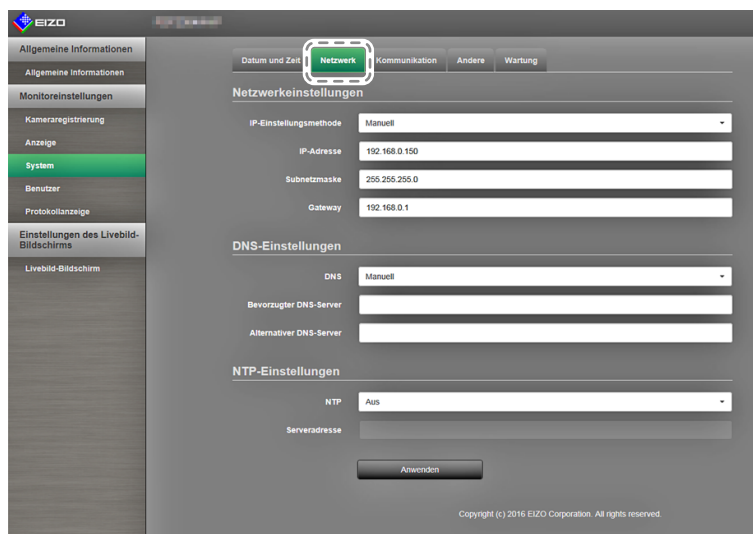 EIZO
Allgemeine Informationen
Allgemeine Informationen
Monitoreinstellungen
Kameraregistrierung
Anzeige
System
Benutzer
Protokollanzeige
Einstellungen des Livebild-
Bildschirms
Livebild-Bildschirm
Datum und Zeit Netzwerk Kommunikation Andere Wartung
Netzwerkeinstellungen
IP-Einstellungsmethode Manuell
IP-Adresse 192.168.0.150
Subnetzmaske 255.255.255.0
Gateway 192.168.0.1
DNS-Einstellungen
DNS Manuell
Bevorzugter DNS-Server
Alternativer DNS-Server
NTP-Einstellungen
NTP Aus
Serveradresse
Anwenden
Copyright (c) 2016 EIZO Corporation. All rights reserved.